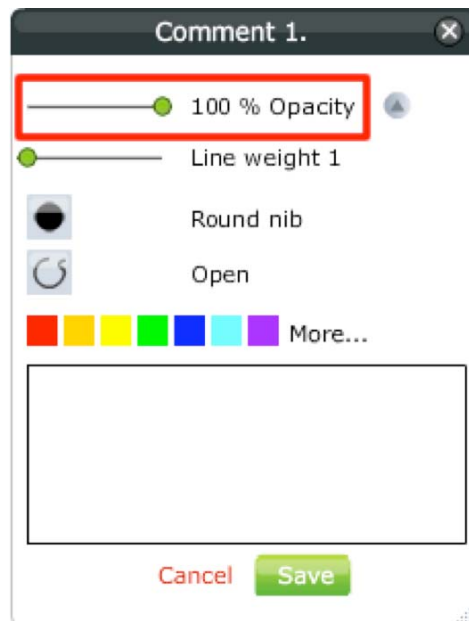 Comment 1.
100 % Opacity
Line weight 1
Round nib
Open
More...
Cancel Save